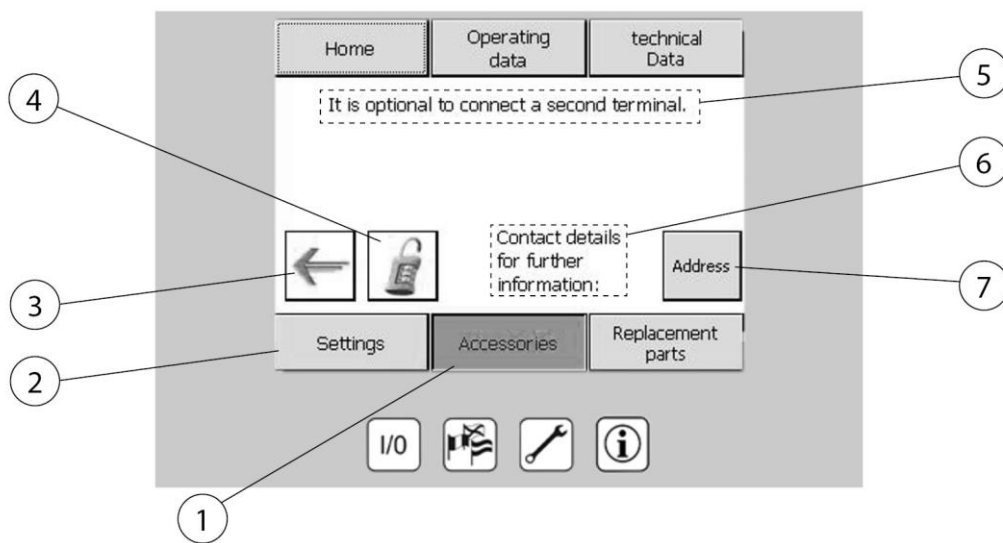 Home
Operating
data
technical
Data
It is optional to connect a second terminal.
4
5
6
Contact details
for further
information:
Address
3
7
Settings
Accessories
Replacement
parts
2
I/0
1